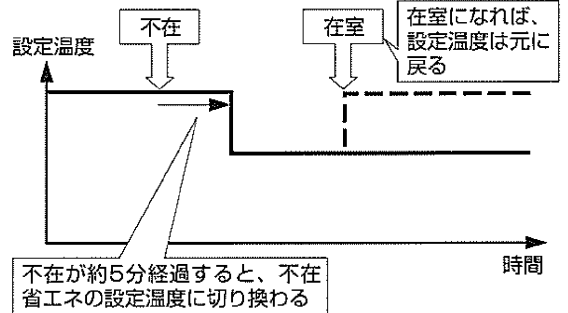 不在
在室
在室になれば、
設定温度は元に
戻る
設定温度
時間
不在が約5分経過すると、不在
省エネの設定温度に切り換わる